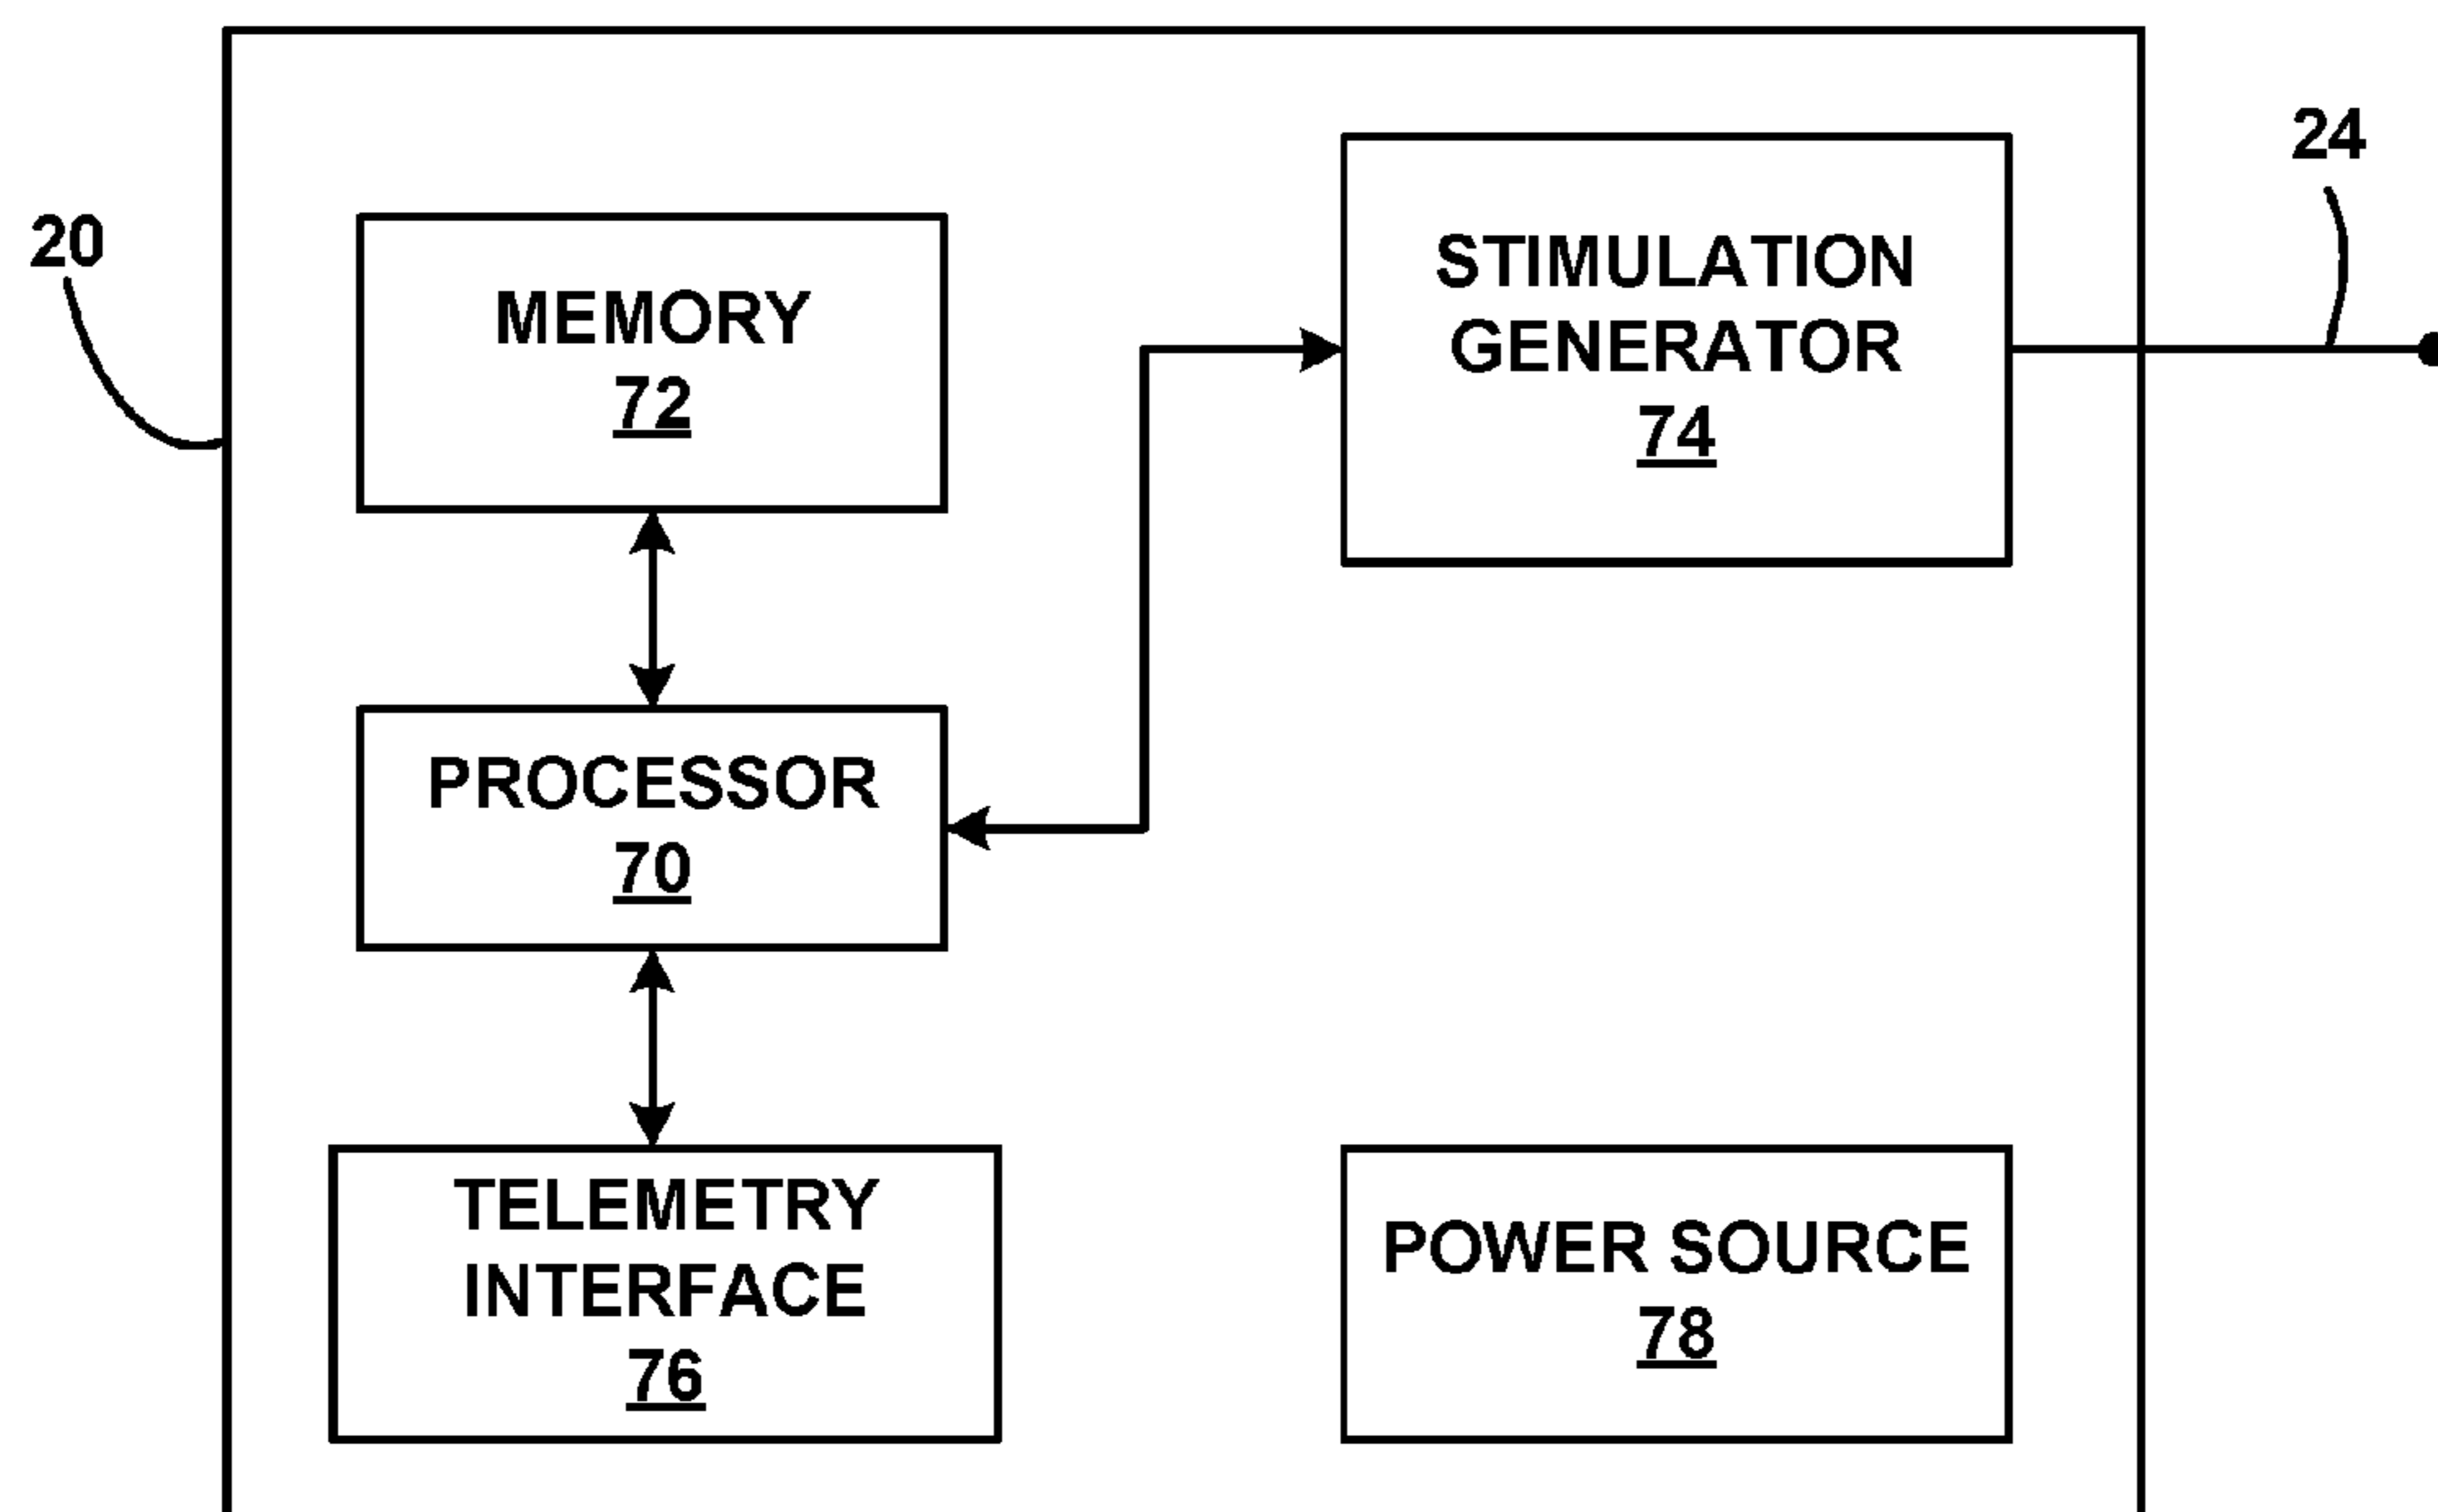 20
24
MEMORY
72
STIMULATION
GENERATOR
74
PROCESSOR
70
TELEMETRY
INTERFACE
76
POWER SOURCE
78